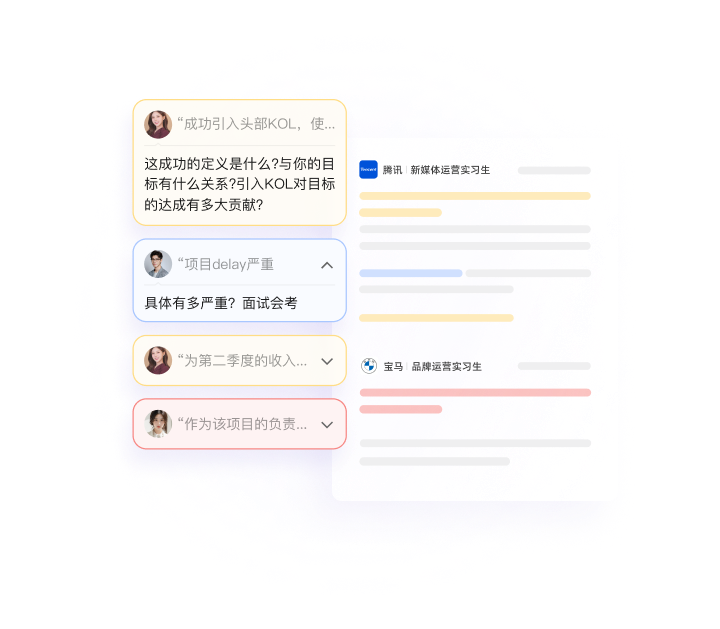 “成功引入头部KOL，使...
这成功的定义是什么?与你的目
标有什么关系?引入KOL对目标
的达成有多大贡献?
“项目delay严重
具体有多严重？面试会考
“为第二季度的收入...
“作为该项目的负责...
Tencent
腾讯 | 新媒体运营实习生
宝马 | 品牌运营实习生